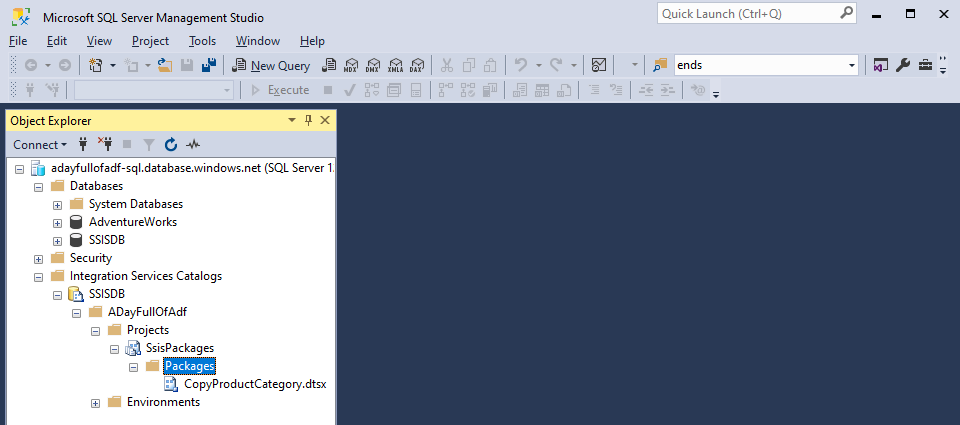 Microsoft SQL Server Management Studio
Quick Launch (Ctrl+Q)
File Edit View Project Tools Window Help
New Query MDX DMX XMLA DAX ends
Execute
Object Explorer
Connect
adayfullofadf-sql.database.windows.net (SQL Server 1
Databases
System Databases
AdventureWorks
SSISDB
Security
Integration Services Catalogs
SSISDB
ADayFullOfAdf
Projects
SsisPackages
Packages
CopyProductCategory.dtsx
Environments